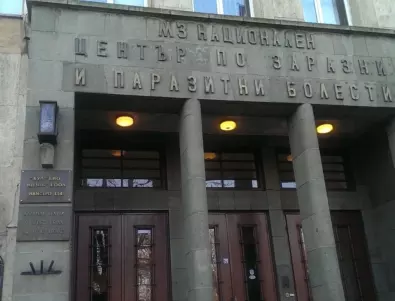 МЗ НАЦИОНАЛЕН
ЦЕНТЪР ПО ЗАРАЗНИ
И ПАРАЗИТНИ БОЛЕСТИ